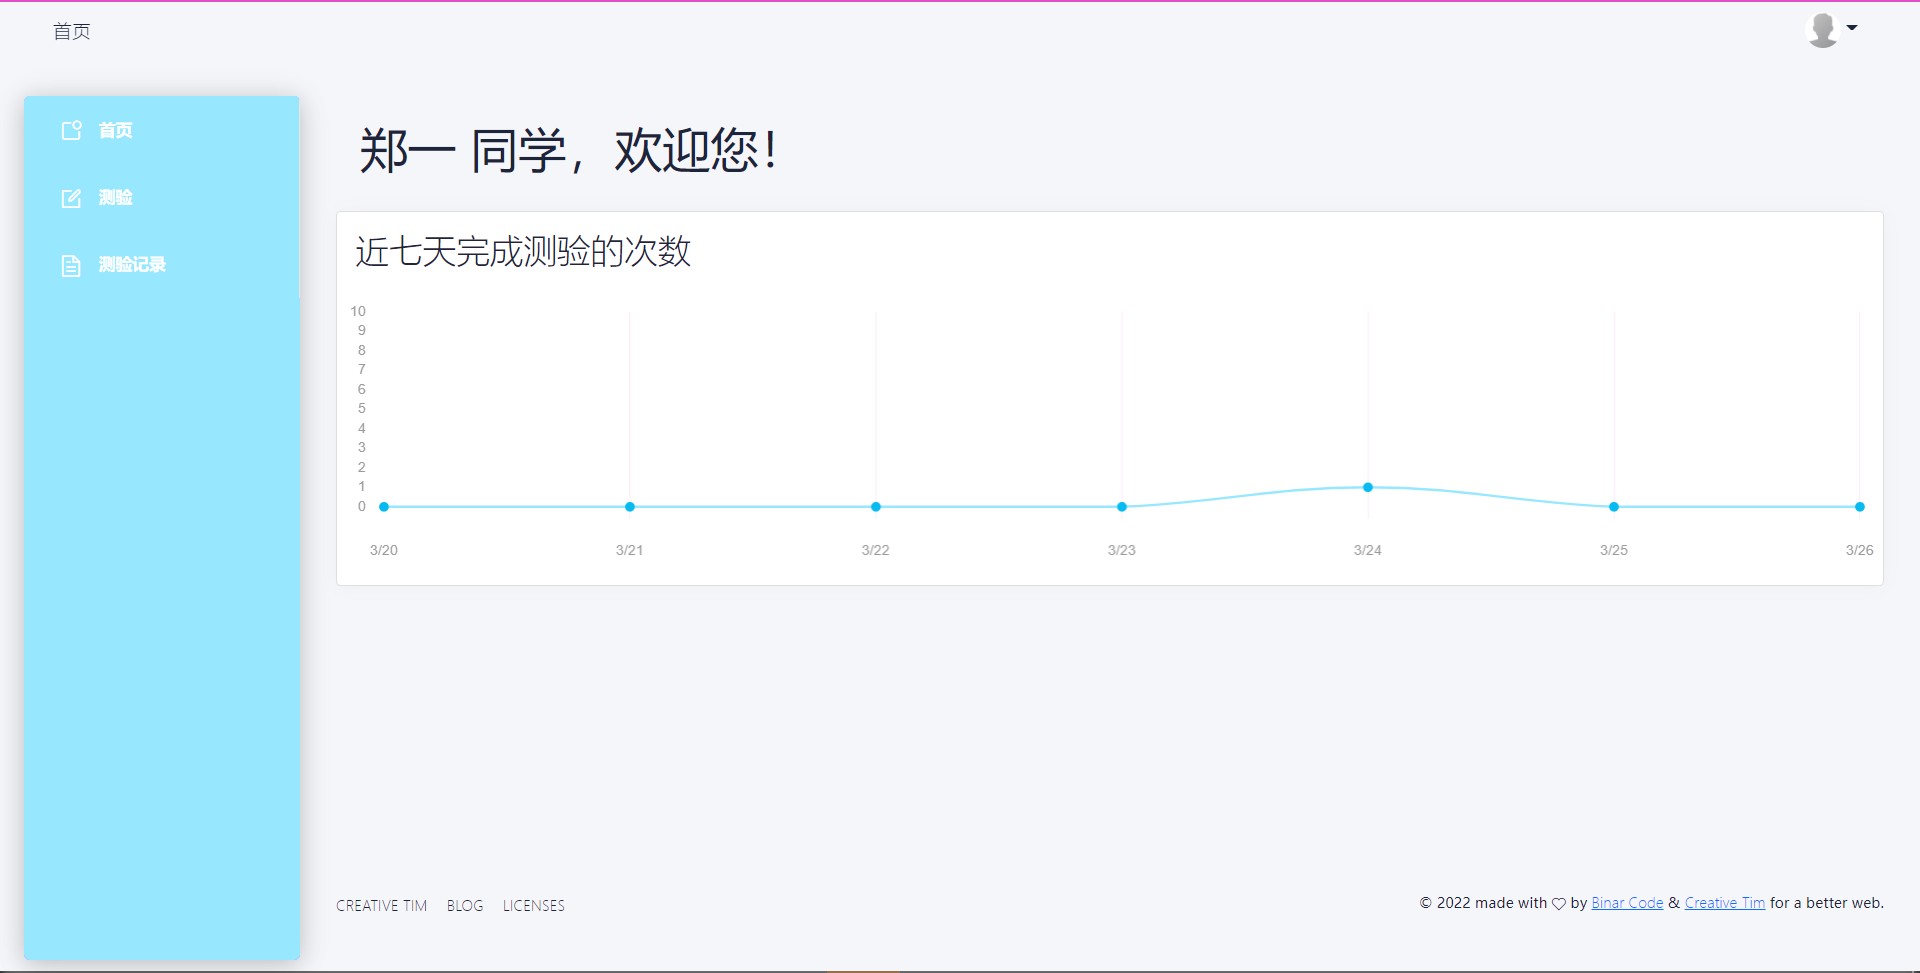 首页
首页
测验
测验记录
郑一 同学，欢迎您！
近七天完成测验的次数
10
9
8
7
6
5
4
3
2
1
0
3/20 3/21 3/22 3/23 3/24 3/25 3/26
CREATIVE TIM BLOG LICENSES
© 2022 made with ♡ by Binar Code & Creative Tim for a better web.